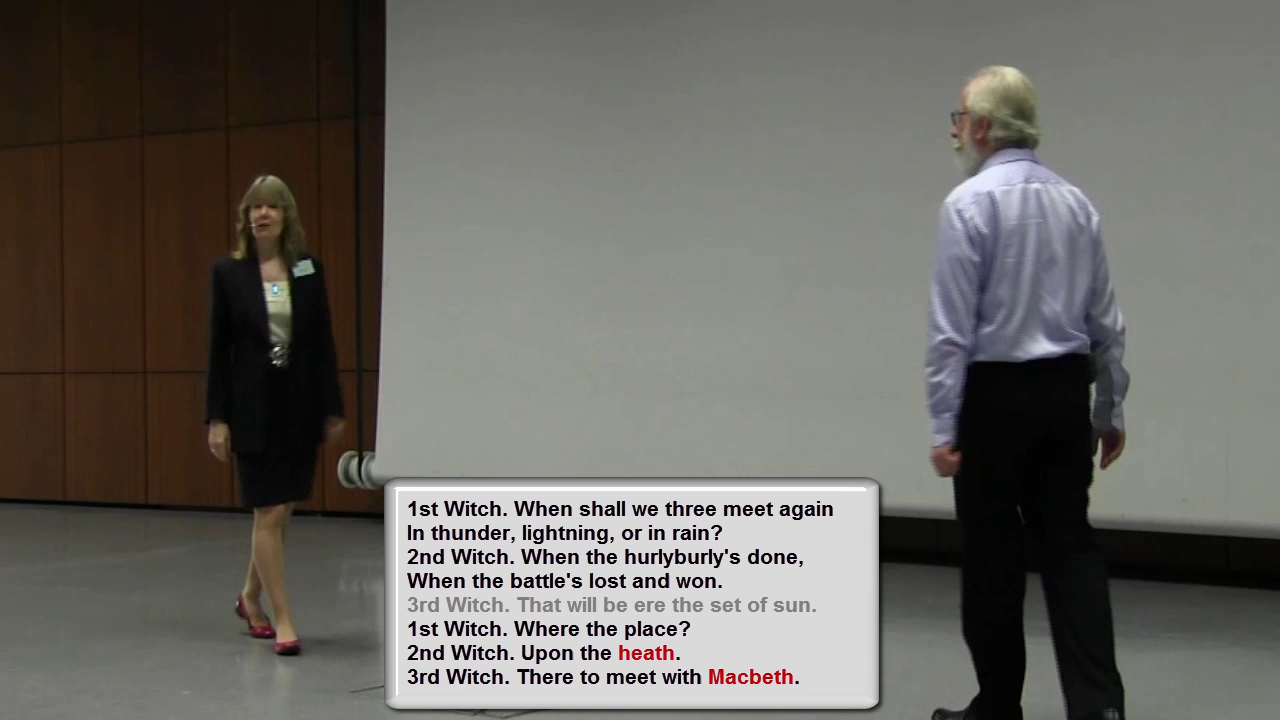 1st Witch. When shall we three meet again
In thunder, lightning, or in rain?
2nd Witch. When the hurlyburly's done,
When the battle's lost and won.
3rd Witch. That will be ere the set of sun.
1st Witch. Where the place?
2nd Witch. Upon the heath.
3rd Witch. There to meet with Macbeth.